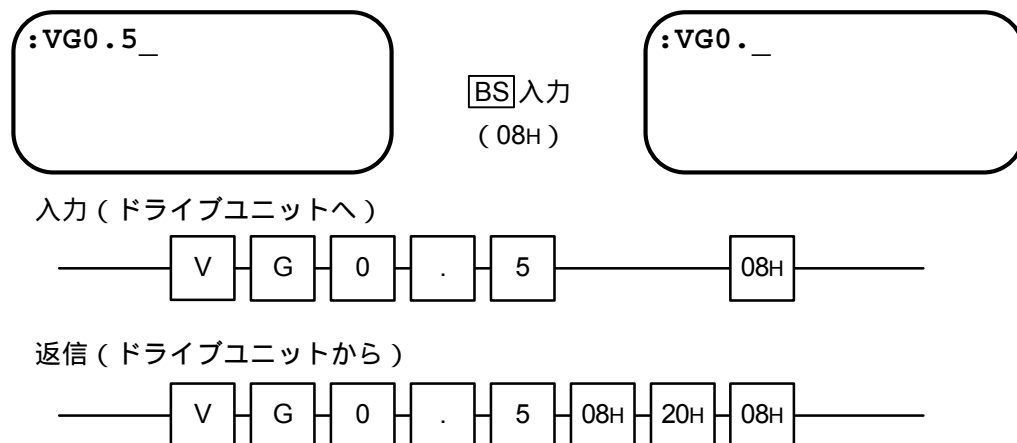 :VG0.5_
:VG0._
BS入力
(08H)
入力(ドライブユニットへ)
V G 0 . 5 08H
返信(ドライブユニットから)
V G 0 . 5 08H 20H 08H